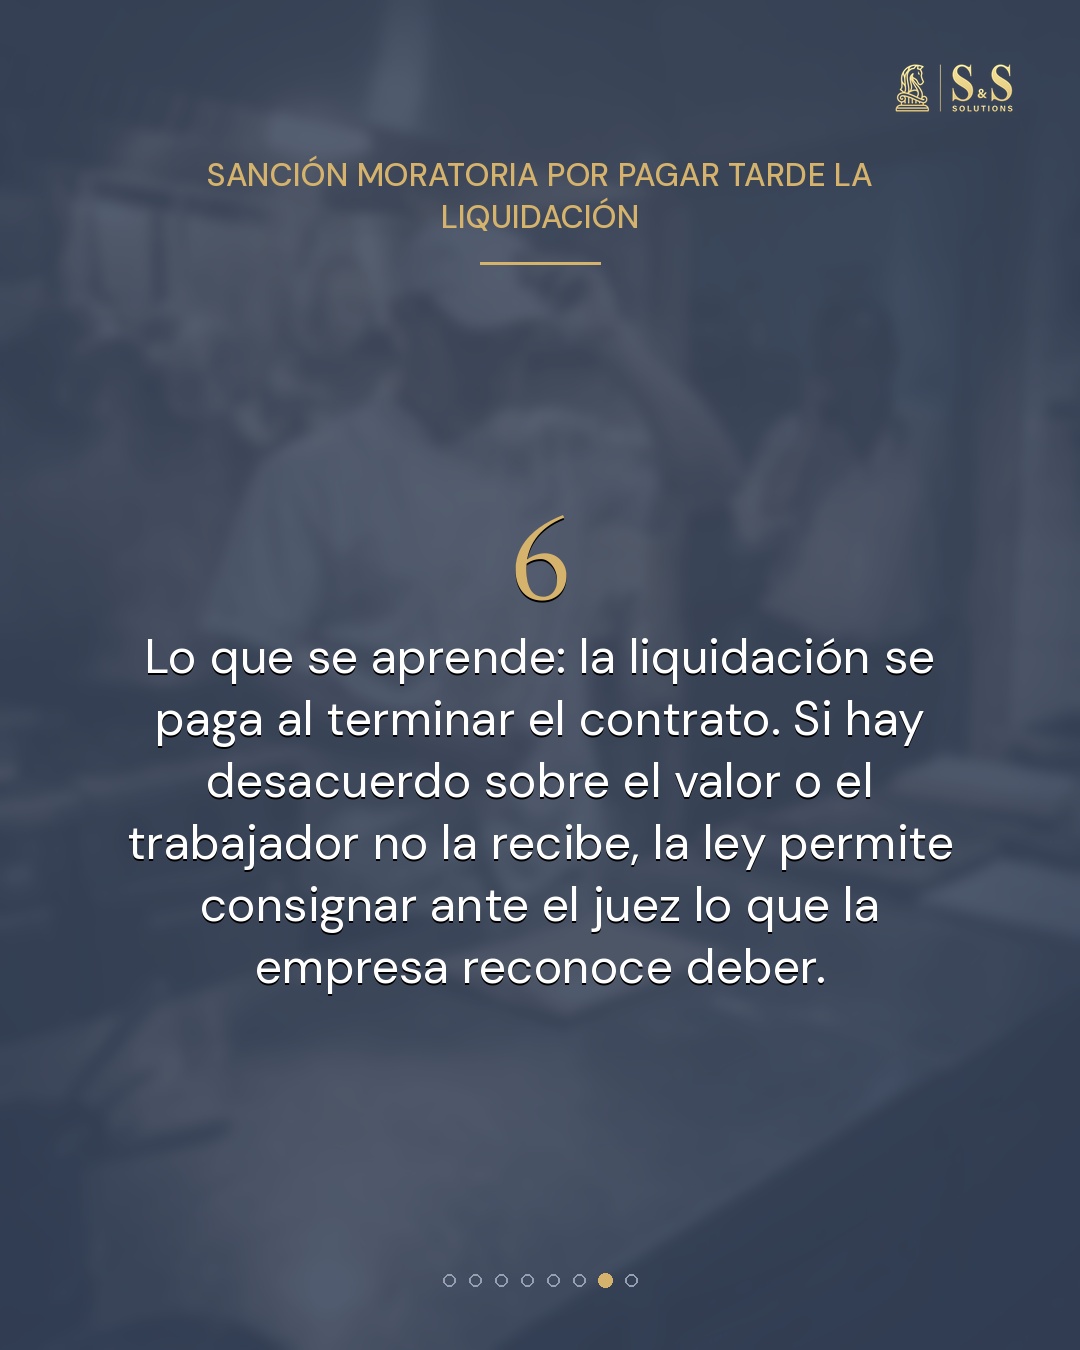 S&S
SOLUTIONS
SANCIÓN MORATORIA POR PAGAR TARDE LA
LIQUIDACIÓN
6
Lo que se aprende: la liquidación se
paga al terminar el contrato. Si hay
desacuerdo sobre el valor o el
trabajador no la recibe, la ley permite
consignar ante el juez lo que la
empresa reconoce deber.